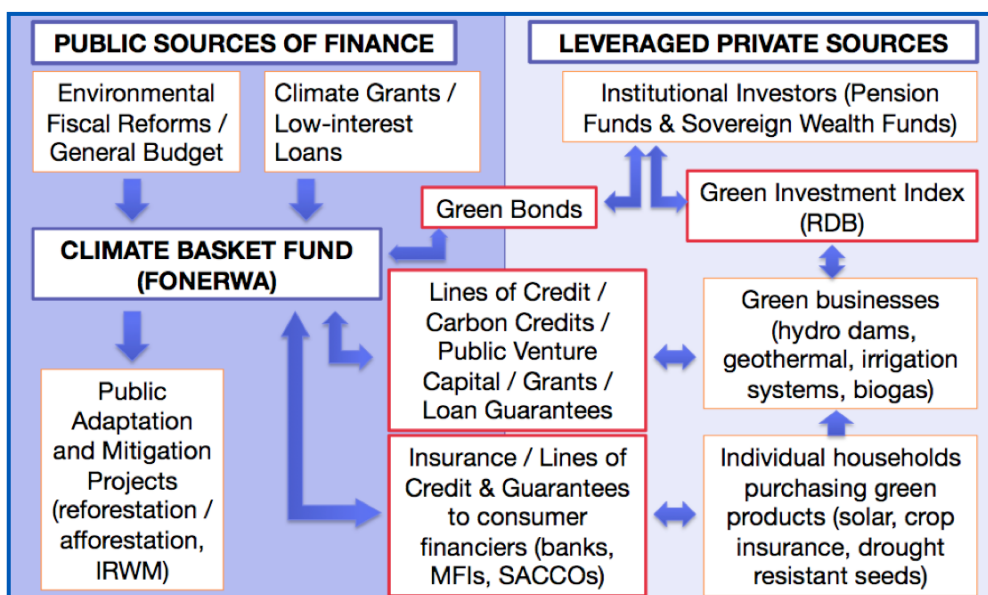 PUBLIC SOURCES OF FINANCE
Environmental
Fiscal Reforms /
General Budget
Climate Grants /
Low-interest
Loans
CLIMATE BASKET FUND
(FONERWA)
Public
Adaptation
and Mitigation
Projects
(reforestation /
afforestation,
IRWM)
Green Bonds
Lines of Credit /
Carbon Credits /
Public Venture
Capital / Grants /
Loan Guarantees
Insurance / Lines of
Credit & Guarantees
to consumer
financiers (banks,
MFIs, SACCOs)
LEVERAGED PRIVATE SOURCES
Institutional Investors (Pension
Funds & Sovereign Wealth Funds)
Green Investment Index
(RDB)
Green businesses
(hydro dams,
geothermal, irrigation
systems, biogas)
Individual households
purchasing green
products (solar, crop
insurance, drought
resistant seeds)